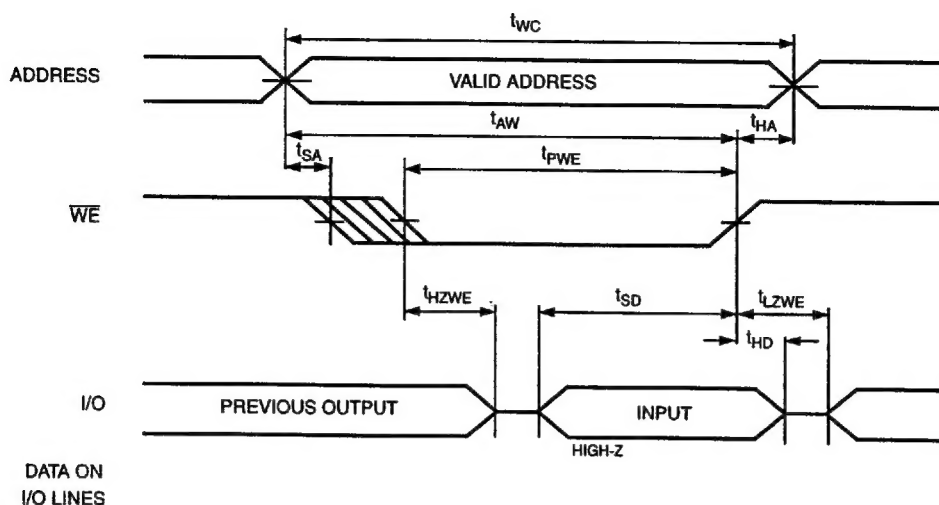 tWC
ADDRESS
VALID ADDRESS
tAW
tHA
tSA
tPWE
WE
tHZWE
tSD
tLZWE
tHD
I/O
PREVIOUS OUTPUT
INPUT
HIGH-Z
DATA ON
I/O LINES